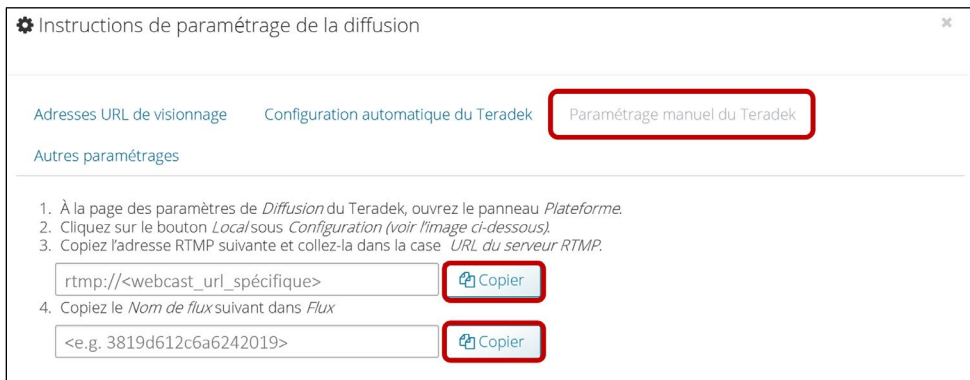 Instructions de paramétrage de la diffusion
Adresses URL de visionnage Configuration automatique du Teradek Paramétrage manuel du Teradek
Autres paramétrages
1. À la page des paramètres de Diffusion du Teradek, ouvrez le panneau Plateforme.
2. Cliquez sur le bouton Local sous Configuration (voir l'image ci-dessous).
3. Copiez l'adresse RTMP suivante et collez-la dans la case URL du serveur RTMP.
rtmp://<webcast_url_spécifique> Copier
4. Copiez le Nom de flux suivant dans Flux
<e.g. 3819d612c6a6242019> Copier